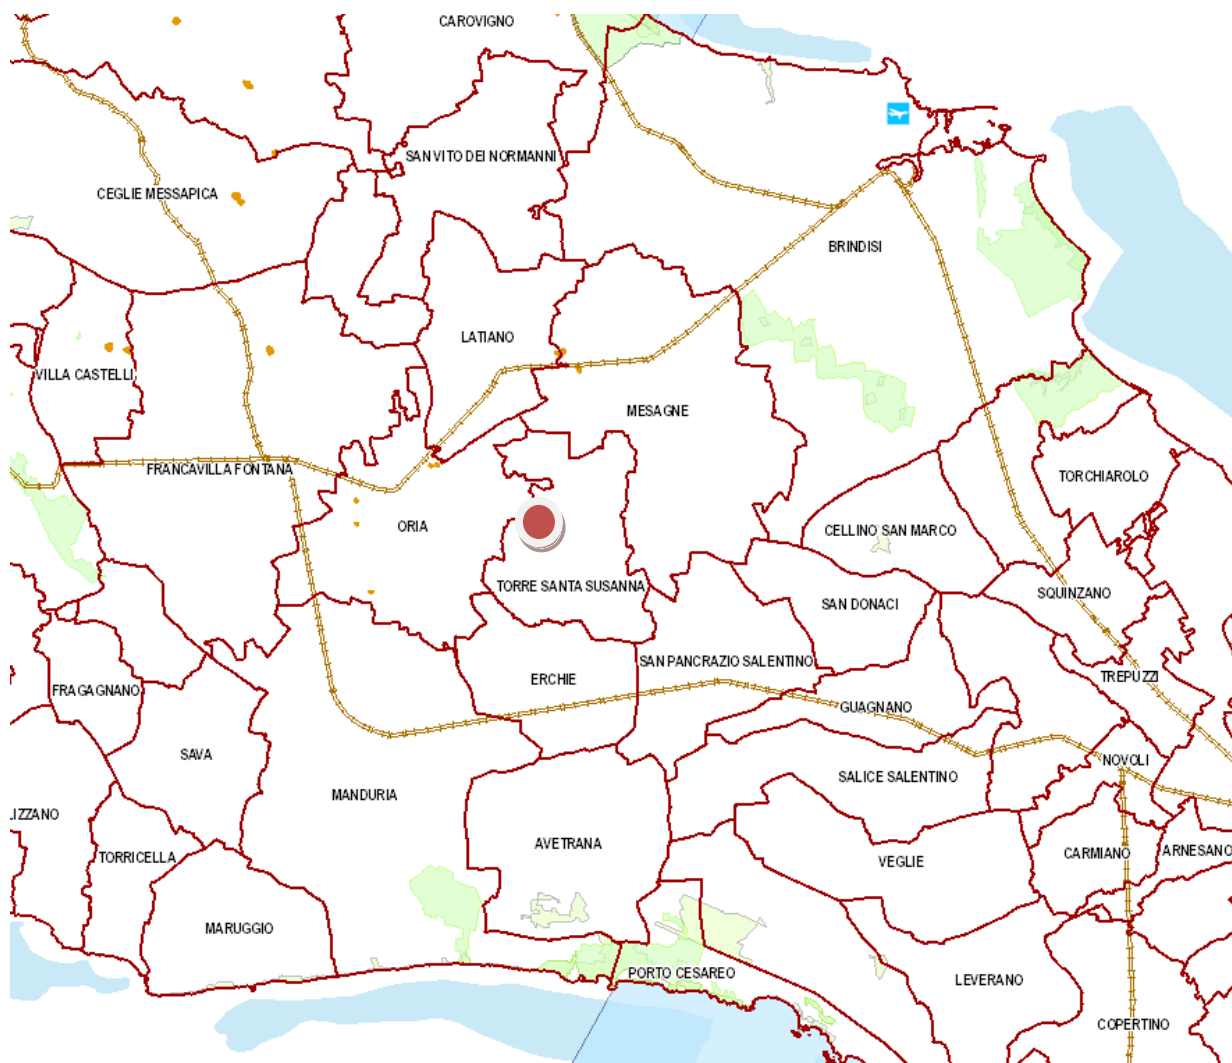 CAROVIGNO
SAN VITO DEI NORMANNI
CEGLIE MESSAPICA
BRINDISI
LATIANO
VILLA CASTELLI
MESAGNE
FRANCAVILLA FONTANA
TORCHIAROLO
ORIA
CELLINO SAN MARCO
TORRE SANTA SUSANNA
SQUINZANO
SAN DONACI
SAN PANCRAZIO SALENTINO
ERCHIE
TREPUZZI
FRAGAGNANO
GUAGNANO
SAVA
NOVOLI
SALICE SALENTINO
MANDURIA
LIZZANO
AVETRANA
CARMIANO
ARNESANO
TORRICELLA
VEGLIE
MARUGGIO
PORTO CESAREO
LEVERANO
COPERTINO